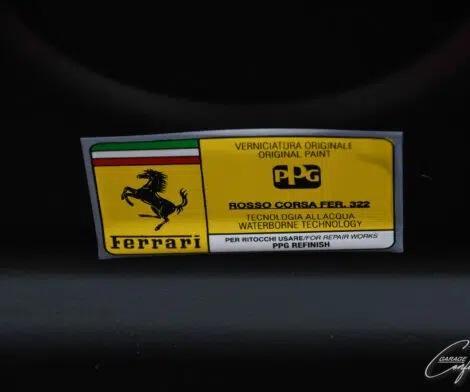 VERNICIATURA ORIGINALE
ORIGINAL PAINT
PPG
ROSSO CORSA FER. 322
TECNOLOGIA ALL'ACQUA
WATERBORNE TECHNOLOGY
Ferrari
PER RITOCCHI USARE/FOR REPAIR WORKS
PPG REFINISH
GARAGE